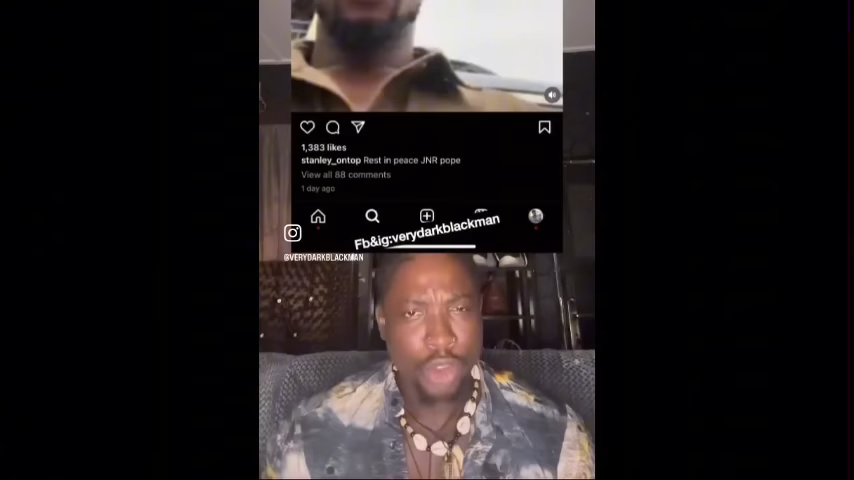 1,383 likes
stanley_ontop Rest in peace JNR pope
View all 88 comments
1 day ago
Fb&ig:verydarkblackman
@VERYDARKBLACKMAN